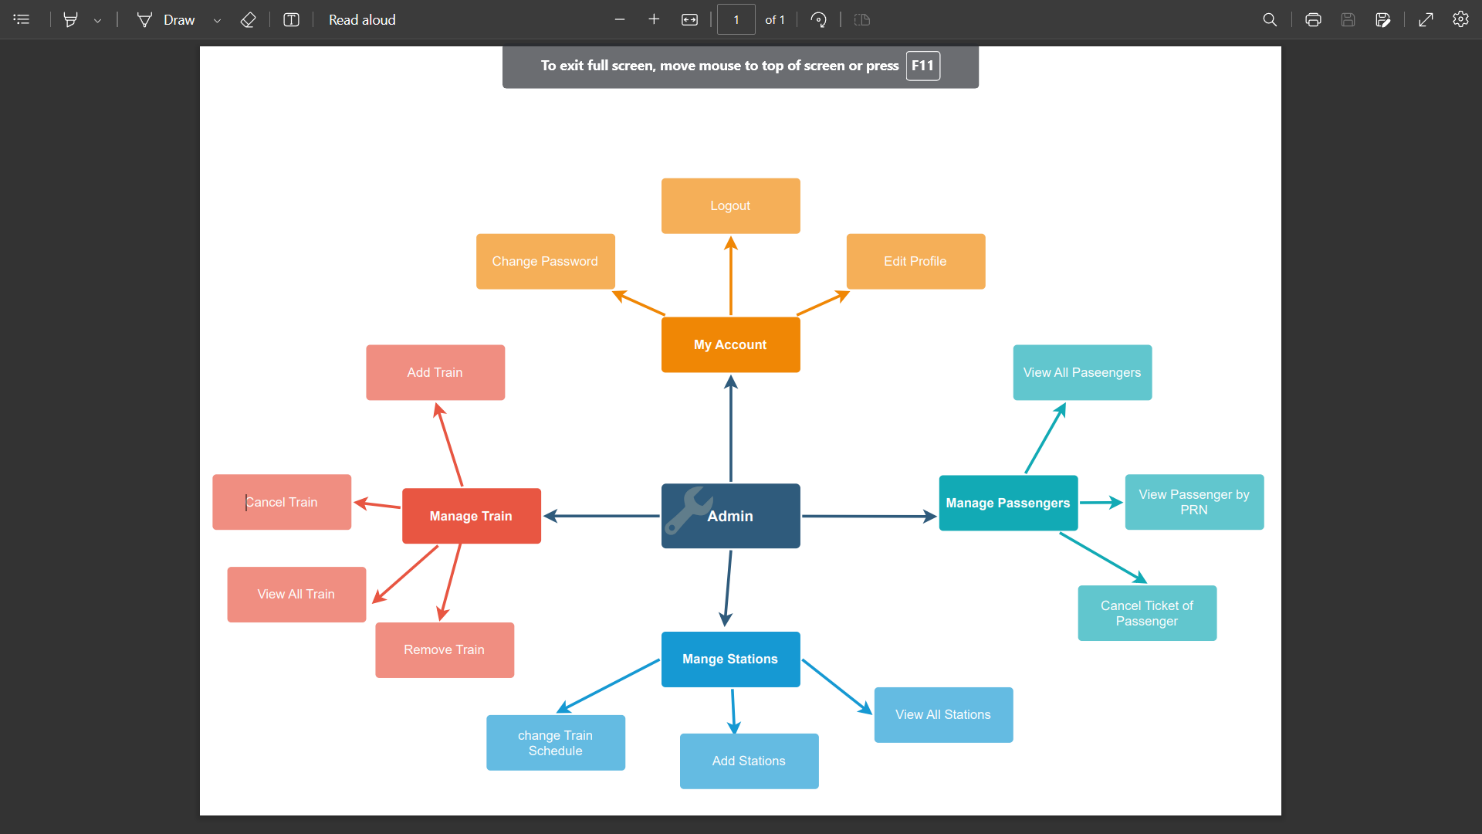 Draw
Read aloud
1
of 1
To exit full screen, move mouse to top of screen or press F11
Logout
Change Password
Edit Profile
My Account
Add Train
View All Paseengers
Cancel Train
Manage Train
Admin
Manage Passengers
View Passenger by
PRN
View All Train
Cancel Ticket of
Passenger
Remove Train
Mange Stations
change Train
Schedule
Add Stations
View All Stations